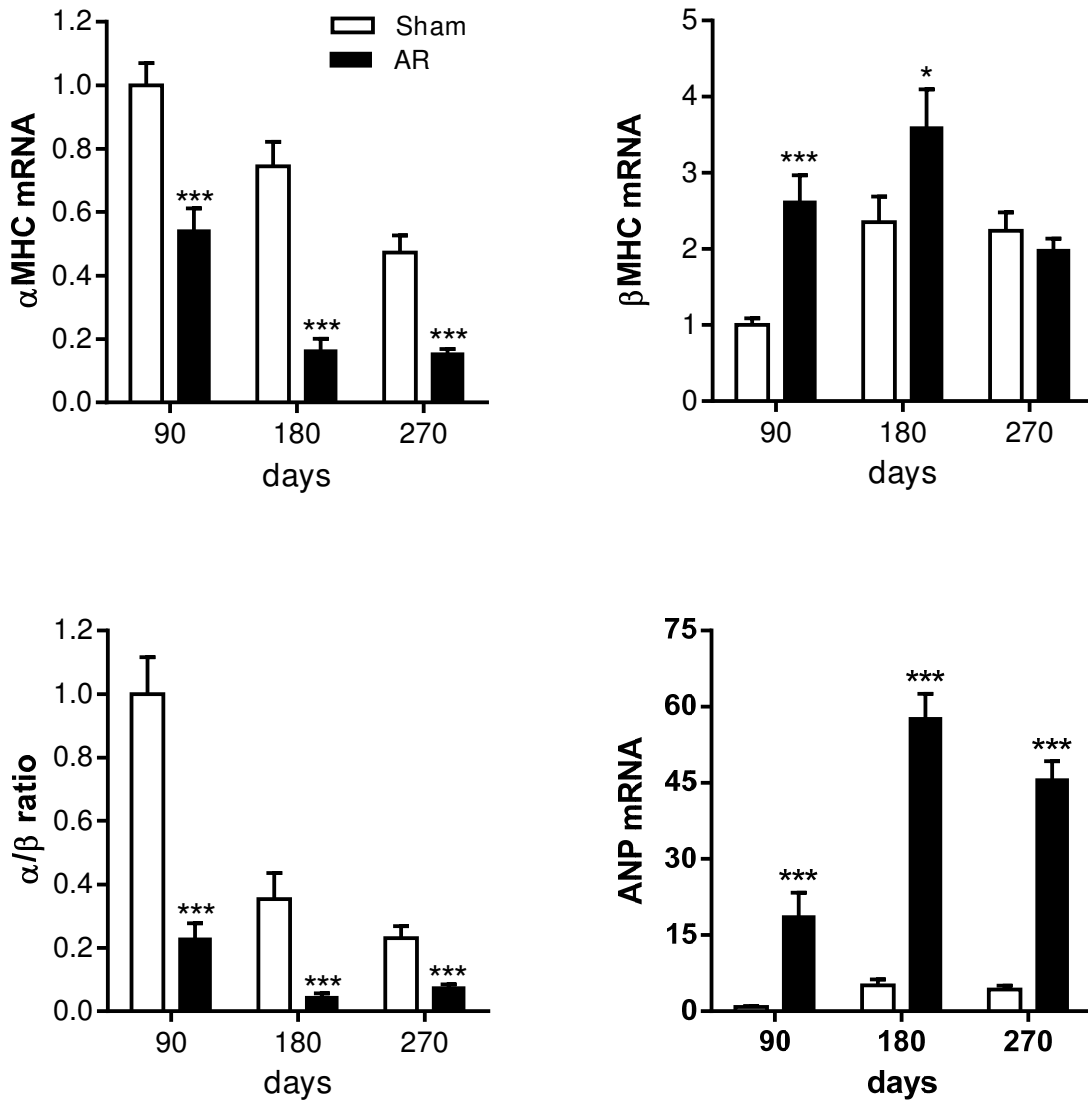 Sham
AR
αMHC mRNA
1.2
1.0
0.8
0.6
0.4
0.2
0.0
***
***
***
90 180 270
days
βMHC mRNA
5
4
3
2
1
0
***
*
90 180 270
days
α/β ratio
1.2
1.0
0.8
0.6
0.4
0.2
0.0
***
***
***
90 180 270
days
ANP mRNA
75
60
45
30
15
0
***
***
***
90 180 270
days